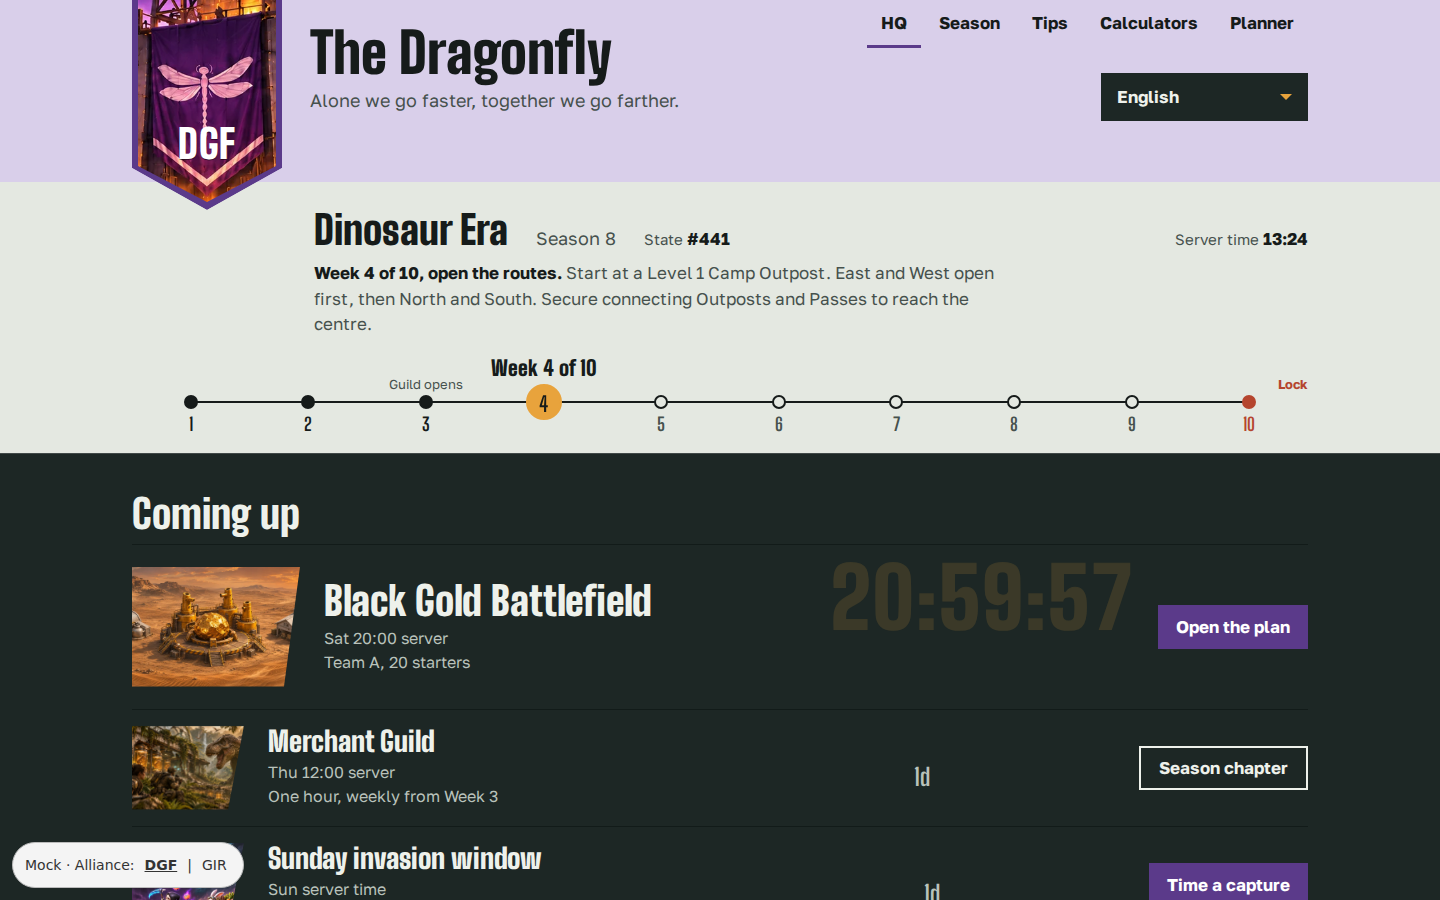 DGF
The Dragonfly
Alone we go faster, together we go farther.
HQ Season Tips Calculators Planner
English
Dinosaur Era Season 8 State #441 Server time 13:24
Week 4 of 10, open the routes. Start at a Level 1 Camp Outpost. East and West open
first, then North and South. Secure connecting Outposts and Passes to reach the
centre.
Week 4 of 10
Guild opens Lock
1 2 3 4 5 6 7 8 9 10
Coming up
Black Gold Battlefield
20:59:57
Sat 20:00 server
Team A, 20 starters
Open the plan
Merchant Guild
Thu 12:00 server
One hour, weekly from Week 3
1d
Season chapter
Sunday invasion window
Sun server time
1d
Time a capture
Mock · Alliance: DGF | GIR